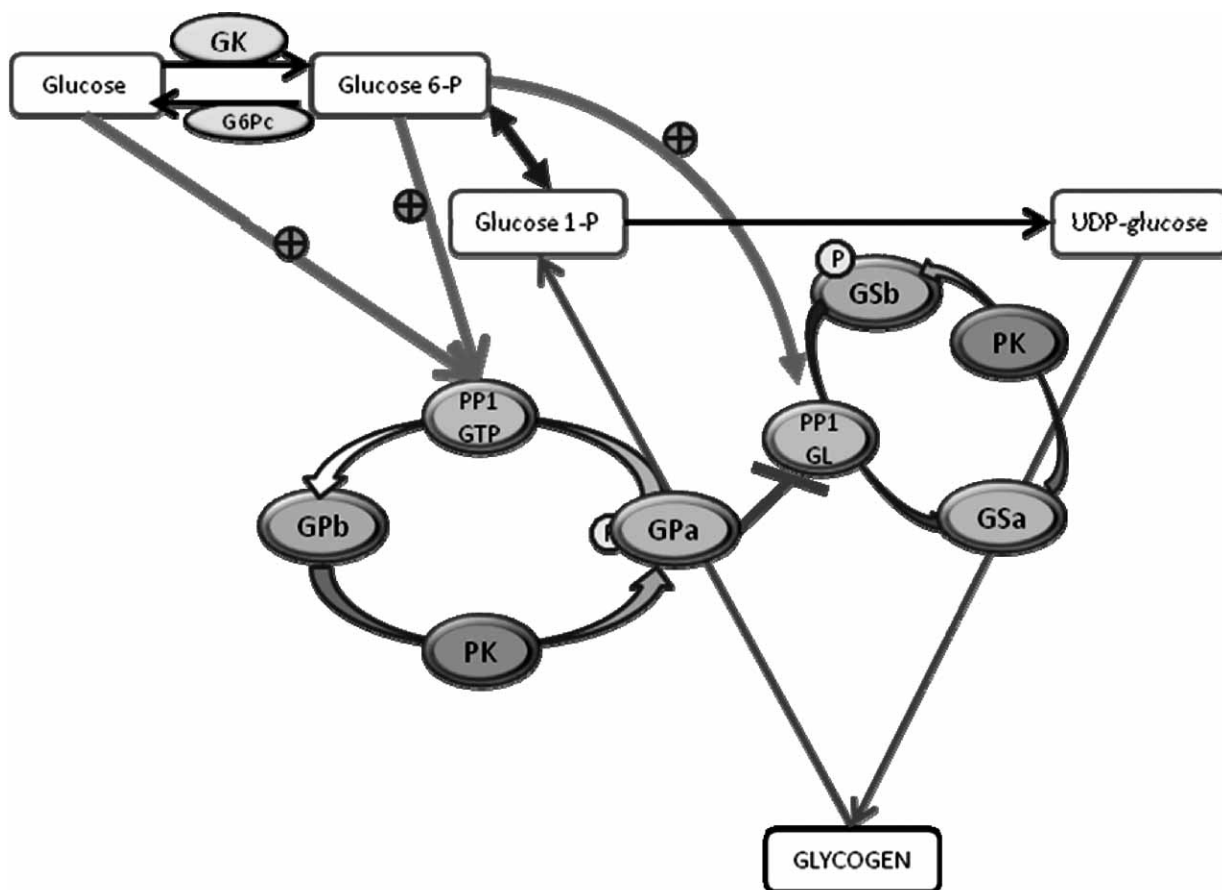 GK
Glucose
Glucose 6-P
G6Pc
Glucose 1-P
UDP-glucose
P
GSb
PK
PP1
GTP
PP1
GL
GPb
GPa
GSa
PK
GLYCOGEN